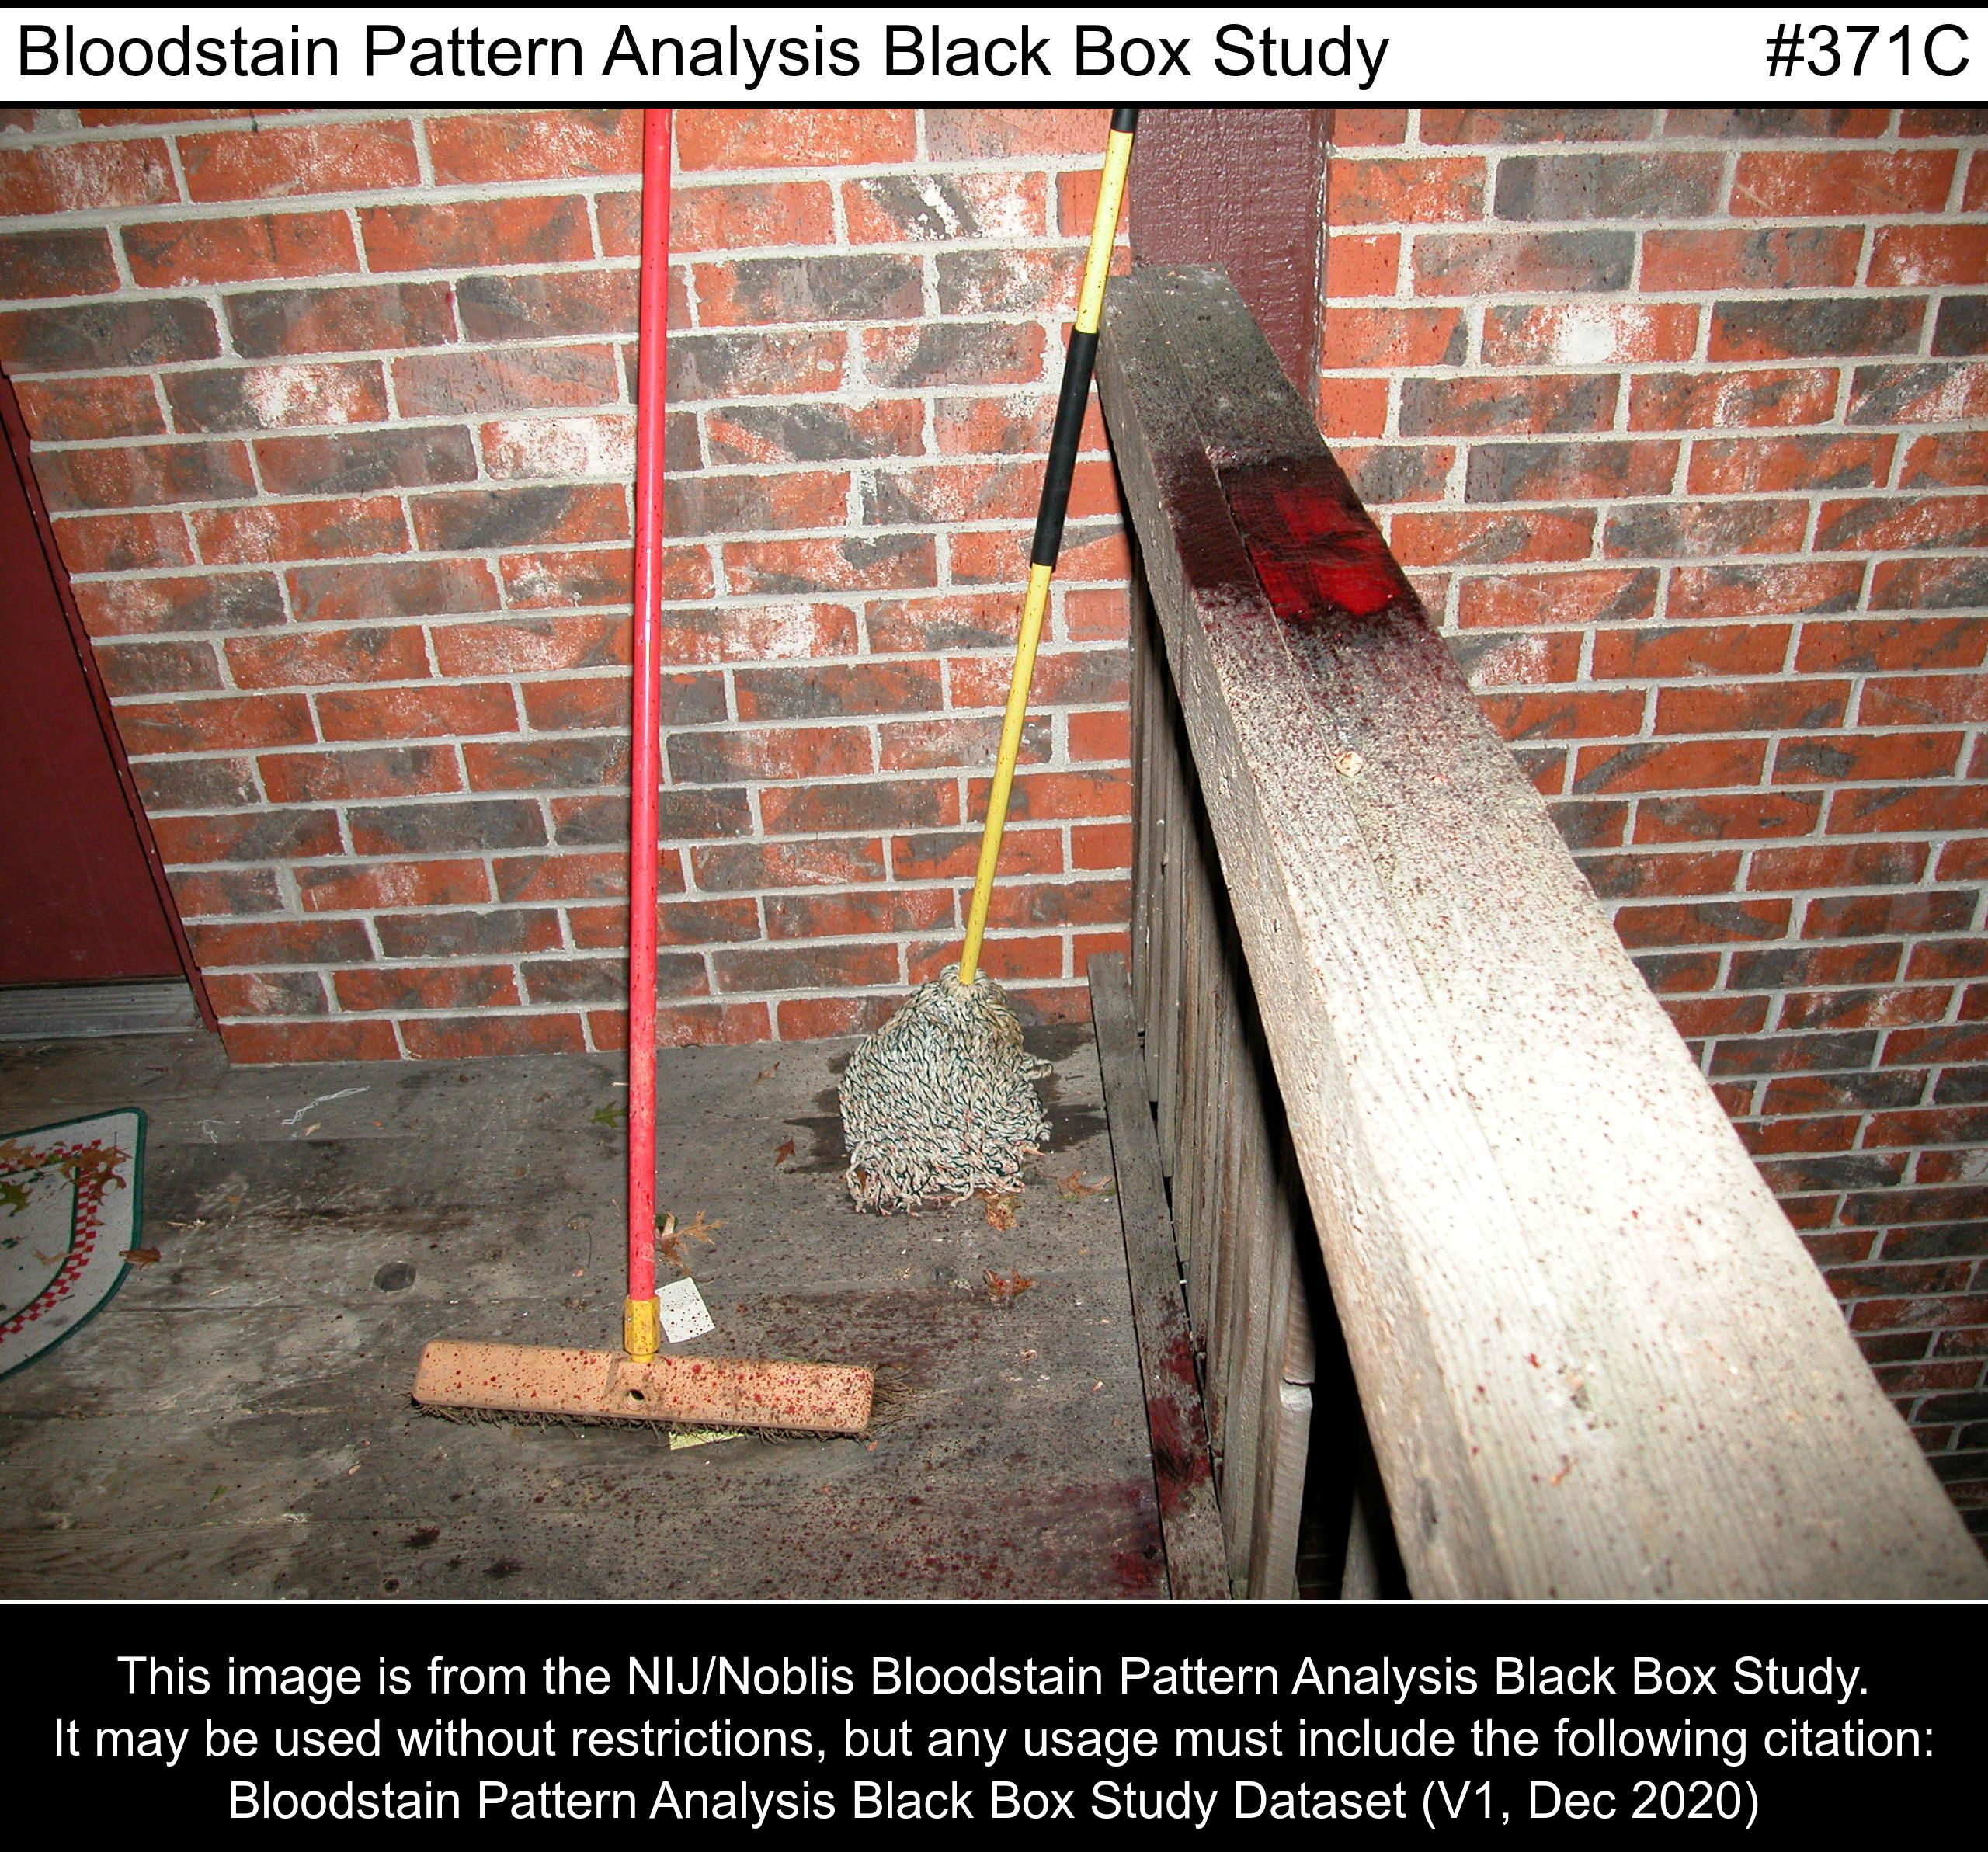 Bloodstain Pattern Analysis Black Box Study #371C
This image is from the NIJ/Noblis Bloodstain Pattern Analysis Black Box Study.
It may be used without restrictions, but any usage must include the following citation:
Bloodstain Pattern Analysis Black Box Study Dataset (V1, Dec 2020)